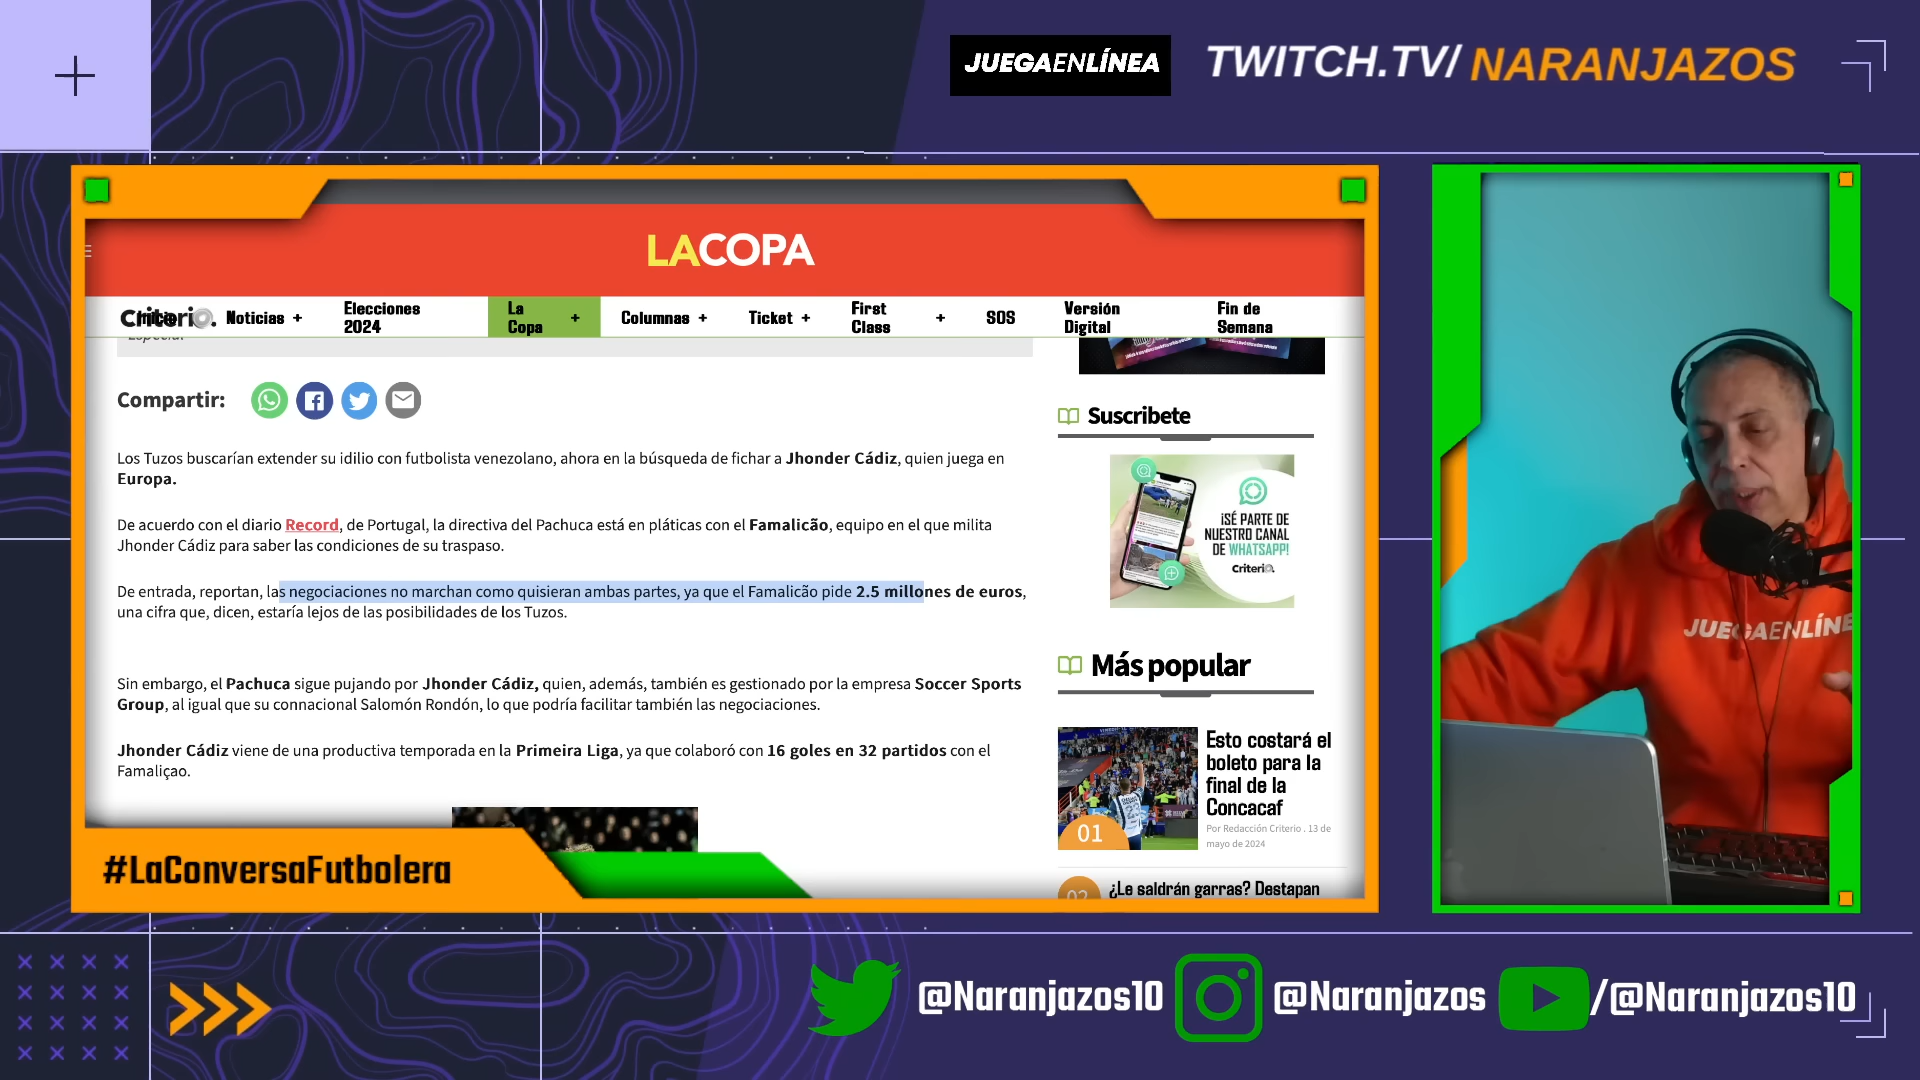 JUEGAENLÍNEA
TWITCH.TV/ NARANJAZOS
LACOPA
Criterio.
Noticias +
Elecciones
2024
La
Copa +
Columnas +
Ticket +
First
Class +
SOS
Versión
Digital
Fin de
Semana
Especial
Compartir:
Los Tuzos buscarían extender su idilio con futbolista venezolano, ahora en la búsqueda de fichar a Jhonder Cádiz, quien juega en
Europa.
De acuerdo con el diario Record, de Portugal, la directiva del Pachuca está en pláticas con el Famalicão, equipo en el que milita
Jhonder Cádiz para saber las condiciones de su traspaso.
De entrada, reportan, las negociaciones no marchan como quisieran ambas partes, ya que el Famalicão pide 2.5 millones de euros,
una cifra que, dicen, estaría lejos de las posibilidades de los Tuzos.
Sin embargo, el Pachuca sigue pujando por Jhonder Cádiz, quien, además, también es gestionado por la empresa Soccer Sports
Group, al igual que su connacional Salomón Rondón, lo que podría facilitar también las negociaciones.
Jhonder Cádiz viene de una productiva temporada en la Primeira Liga, ya que colaboró con 16 goles en 32 partidos con el
Famaliçao.
Suscribete
¡SÉ PARTE DE
NUESTRO CANAL
DE WHATSAPP!
Criterio.
Más popular
01
Esto costará el
boleto para la
final de la
Concacaf
Por Redacción Criterio . 13 de
mayo de 2024
02
¿Le saldrán garras? Destapan
JUEGAENLÍNE
#LaConversaFutbolera
@Naranjazos10
@Naranjazos
/@Naranjazos10